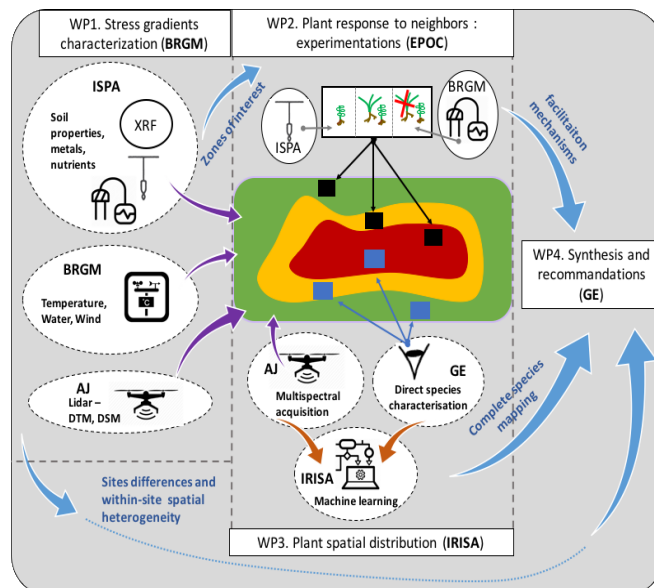 WP1. Stress gradients
characterization (BRGM)
WP2. Plant response to neighbors :
experimentations (EPOC)
ISPA
Soil
properties,
metals,
nutrients
XRF
Zones of interest
ISPA
BRGM
facilitaiton
mechanisms
BRGM
°C
Temperature,
Water, Wind
WP4. Synthesis and
recommandations
(GE)
AJ
Lidar –
DTM, DSM
AJ
Multispectral
acquisition
GE
Direct species
characterisation
Complete species
mapping
IRISA
Machine learning
Sites differences and
within-site spatial
heterogeneity
WP3. Plant spatial distribution (IRISA)